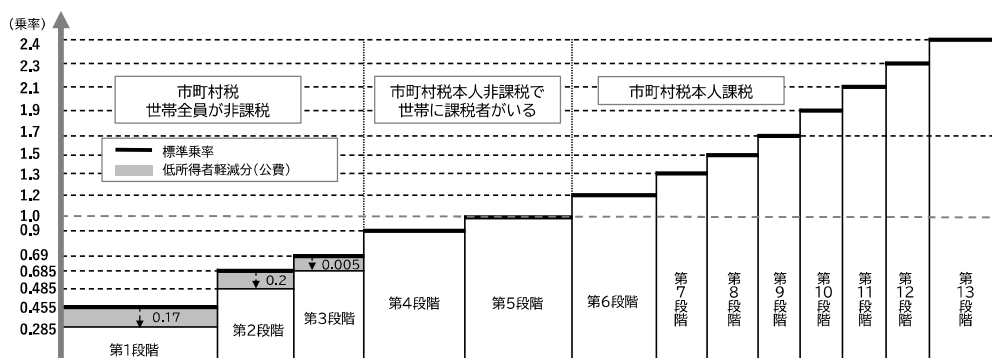 (乗率)
2.4
2.3
2.1
1.9
1.7
1.5
1.3
1.2
1.0
0.9
0.69
0.685
0.485
0.455
0.285
市町村税
世帯全員が非課税
市町村税本人非課税で
世帯に課税者がいる
市町村税本人課税
標準乗率
低所得者軽減分(公費)
0.17
0.2
0.005
第1段階
第2段階
第3段階
第4段階
第5段階
第6段階
第7段階
第8段階
第9段階
第10段階
第11段階
第12段階
第13段階